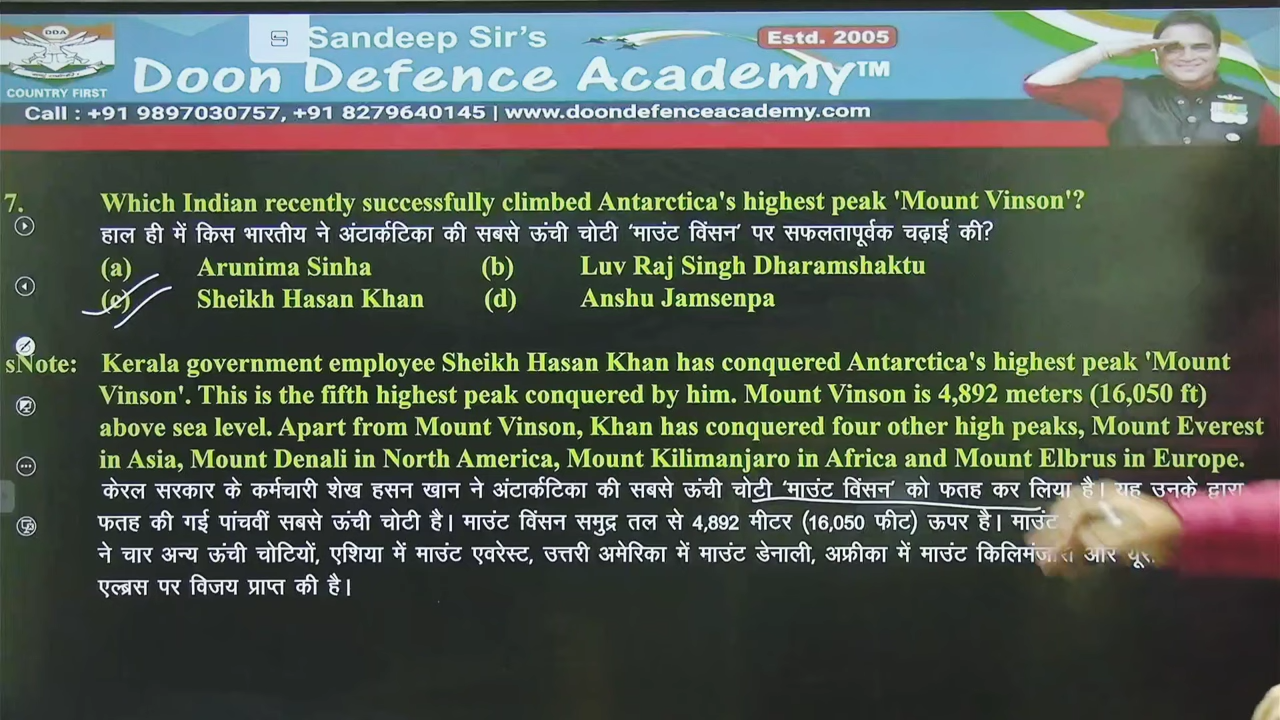 DDA
COUNTRY FIRST
Sandeep Sir's
Estd. 2005
Doon Defence Academy™
Call : +91 9897030757, +91 8279640145 | www.doondefenceacademy.com
7. Which Indian recently successfully climbed Antarctica's highest peak 'Mount Vinson'?
हाल ही में किस भारतीय ने अंटार्कटिका की सबसे ऊंची चोटी 'माउंट विंसन' पर सफलतापूर्वक चढ़ाई की?
(a) Arunima Sinha (b) Luv Raj Singh Dharamshaktu
(c) Sheikh Hasan Khan (d) Anshu Jamsenpa
sNote: Kerala government employee Sheikh Hasan Khan has conquered Antarctica's highest peak 'Mount
Vinson'. This is the fifth highest peak conquered by him. Mount Vinson is 4,892 meters (16,050 ft)
above sea level. Apart from Mount Vinson, Khan has conquered four other high peaks, Mount Everest
in Asia, Mount Denali in North America, Mount Kilimanjaro in Africa and Mount Elbrus in Europe.
केरल सरकार के कर्मचारी शेख हसन खान ने अंटार्कटिका की सबसे ऊंची चोटी 'माउंट विंसन' को फतह कर लिया है। यह उनके द्वारा
फतह की गई पांचवीं सबसे ऊंची चोटी है। माउंट विंसन समुद्र तल से 4,892 मीटर (16,050 फीट) ऊपर है। माउंट
ने चार अन्य ऊंची चोटियों, एशिया में माउंट एवरेस्ट, उत्तरी अमेरिका में माउंट डेनाली, अफ्रीका में माउंट और
एल्ब्रस पर विजय प्राप्त की है।